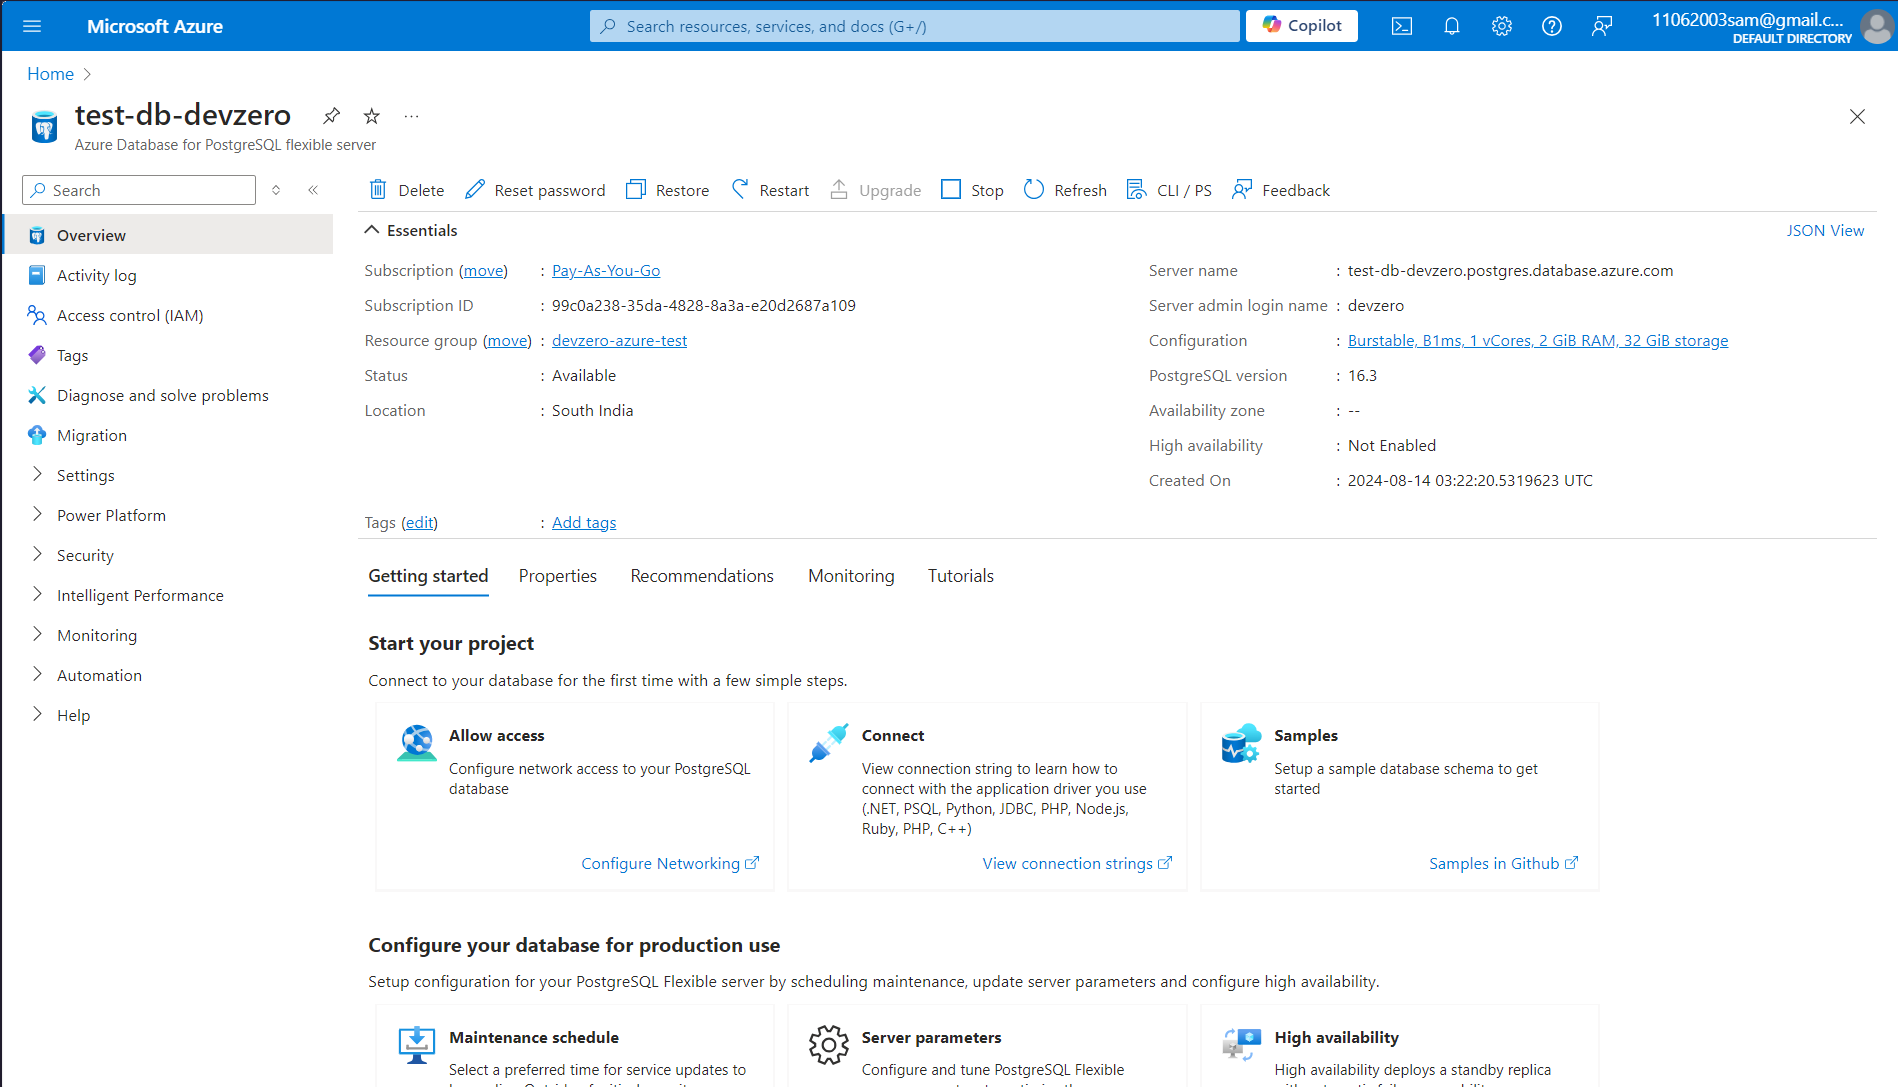 Microsoft Azure
Search resources, services, and docs (G+/)
Copilot
11062003sam@gmail.c...
DEFAULT DIRECTORY
Home
test-db-devzero
Azure Database for PostgreSQL flexible server
Search
Delete Reset password Restore Restart Upgrade Stop Refresh CLI / PS Feedback
Overview
Activity log
Access control (IAM)
Tags
Diagnose and solve problems
Migration
Settings
Power Platform
Security
Intelligent Performance
Monitoring
Automation
Help
Essentials
JSON View
Subscription (move) : Pay-As-You-Go
Subscription ID : 99c0a238-35da-4828-8a3a-e20d2687a109
Resource group (move) : devzero-azure-test
Status : Available
Location : South India
Server name : test-db-devzero.postgres.database.azure.com
Server admin login name : devzero
Configuration : Burstable, B1ms, 1 vCores, 2 GiB RAM, 32 GiB storage
PostgreSQL version : 16.3
Availability zone : --
High availability : Not Enabled
Created On : 2024-08-14 03:22:20.5319623 UTC
Tags (edit) : Add tags
Getting started Properties Recommendations Monitoring Tutorials
Start your project
Connect to your database for the first time with a few simple steps.
Allow access
Configure network access to your PostgreSQL
database
Configure Networking
Connect
View connection string to learn how to
connect with the application driver you use
(.NET, PSQL, Python, JDBC, PHP, Node.js,
Ruby, PHP, C++)
View connection strings
Samples
Setup a sample database schema to get
started
Samples in Github
Configure your database for production use
Setup configuration for your PostgreSQL Flexible server by scheduling maintenance, update server parameters and configure high availability.
Maintenance schedule
Select a preferred time for service updates to
Server parameters
Configure and tune PostgreSQL Flexible
High availability
High availability deploys a standby replica